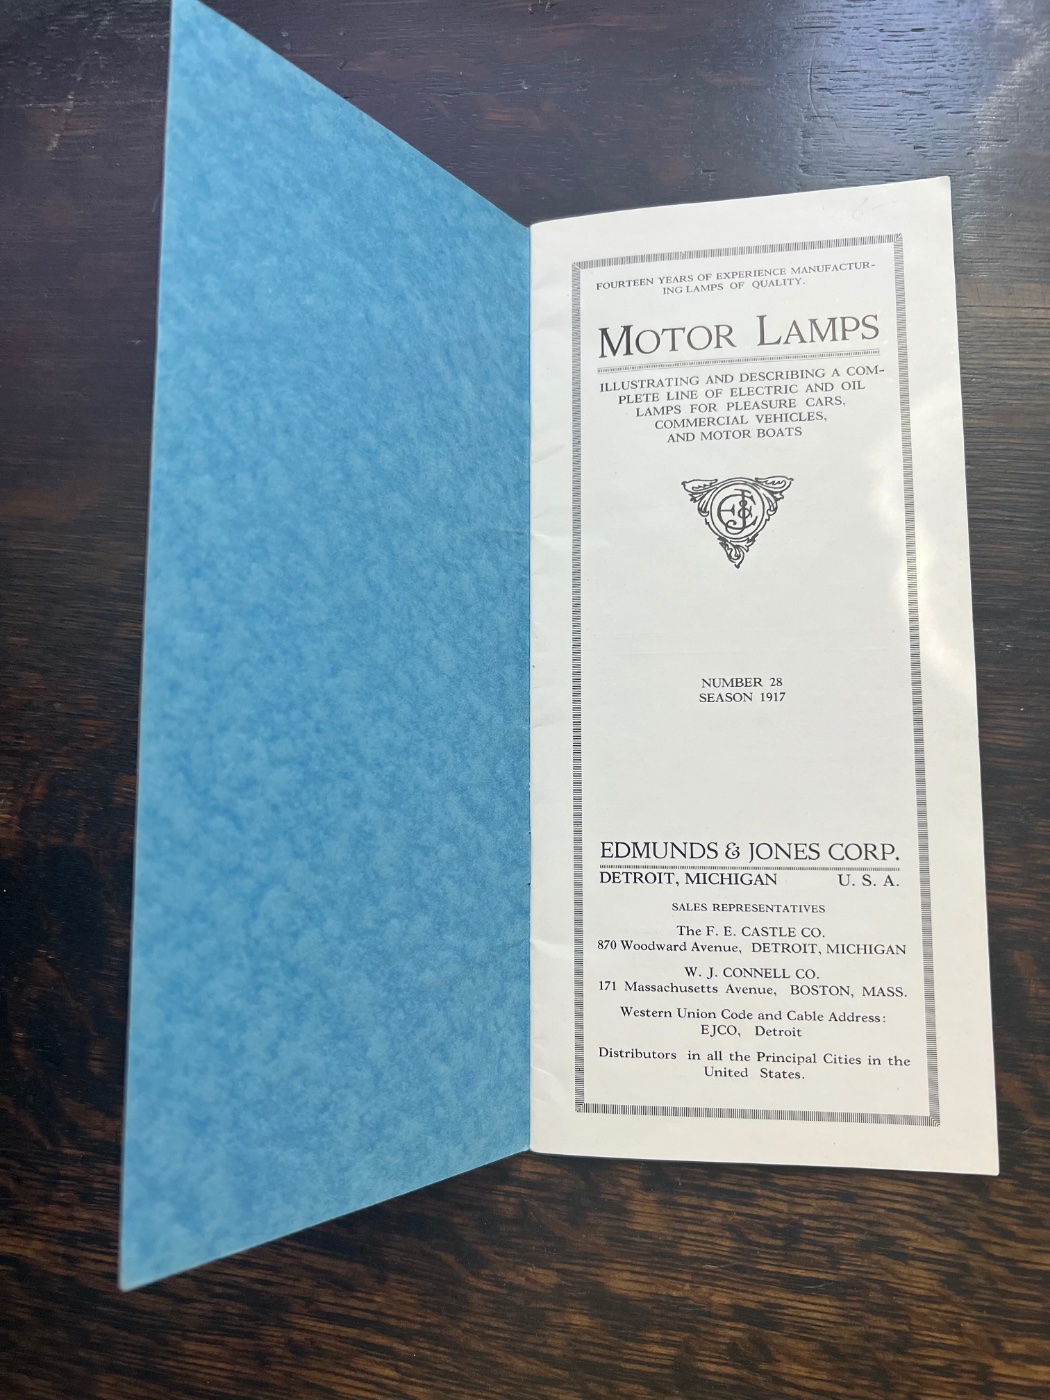 FOURTEEN YEARS OF EXPERIENCE MANUFACTUR-
ING LAMPS OF QUALITY.
MOTOR LAMPS
ILLUSTRATING AND DESCRIBING A COM-
PLETE LINE OF ELECTRIC AND OIL
LAMPS FOR PLEASURE CARS,
COMMERCIAL VEHICLES,
AND MOTOR BOATS
E&J
NUMBER 28
SEASON 1917
EDMUNDS & JONES CORP.
DETROIT, MICHIGAN U. S. A.
SALES REPRESENTATIVES
The F. E. CASTLE CO.
870 Woodward Avenue, DETROIT, MICHIGAN
W. J. CONNELL CO.
171 Massachusetts Avenue, BOSTON, MASS.
Western Union Code and Cable Address:
EJCO, Detroit
Distributors in all the Principal Cities in the
United States.